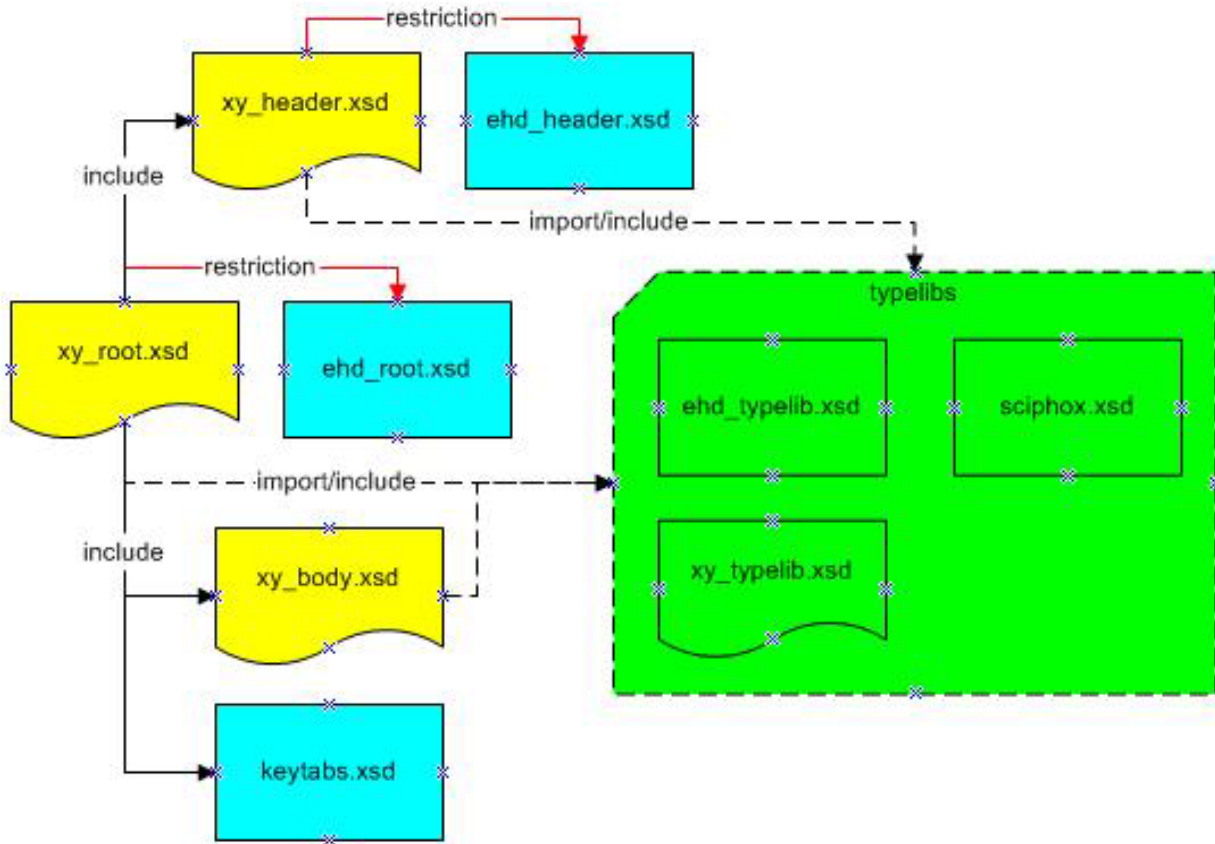 restriction
xy_header.xsd
ehd_header.xsd
include
import/include
restriction
typelibs
xy_root.xsd
ehd_root.xsd
ehd_typelib.xsd
sciphox.xsd
import/include
include
xy_body.xsd
xy_typelib.xsd
keytabs.xsd